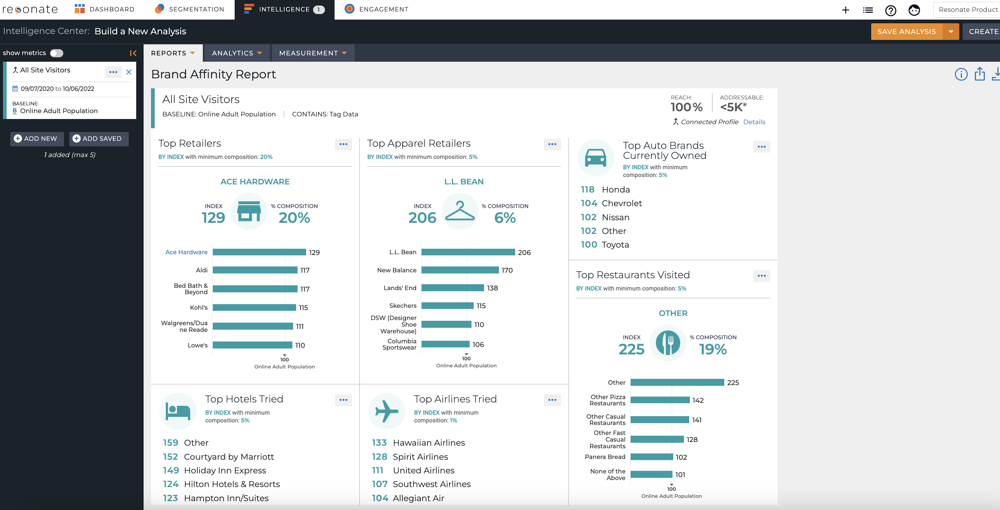 resonate
DASHBOARD
SEGMENTATION
INTELLIGENCE 1
ENGAGEMENT
Resonate Product
Intelligence Center: Build a New Analysis
SAVE ANALYSIS
CREATE
show metrics
REPORTS
ANALYTICS
MEASUREMENT
All Site Visitors
09/07/2020 to 10/06/2022
BASELINE:
B Online Adult Population
ADD NEW
ADD SAVED
1 added (max 5)
Brand Affinity Report
All Site Visitors
BASELINE: Online Adult Population
CONTAINS: Tag Data
REACH:
100%
ADDRESSABLE:
<5K*
Connected Profile Details
Top Retailers
BY INDEX with minimum composition: 20%
ACE HARDWARE
INDEX
129
% COMPOSITION
20%
Ace Hardware 129
Aldi 117
Bed Bath &
Beyond 117
Kohl's 115
Walgreens/Dua
ne Reade 111
Lowe's 110
100
Online Adult Population
Top Apparel Retailers
BY INDEX with minimum composition: 5%
L.L. BEAN
INDEX
206
% COMPOSITION
6%
L.L. Bean 206
New Balance 170
Lands' End 138
Skechers 115
DSW (Designer
Shoe 110
Warehouse)
Columbia
Sportswear 106
100
Online Adult Population
Top Auto Brands
Currently Owned
BY INDEX with minimum
composition: 5%
118 Honda
104 Chevrolet
102 Nissan
102 Other
100 Toyota
Top Restaurants Visited
BY INDEX with minimum composition: 5%
OTHER
INDEX
225
% COMPOSITION
19%
Other 225
Other Pizza
Restaurants 142
Other Casual
Restaurants 141
Other Fast
Casual 128
Restaurants
Panera Bread 102
None of the
Above 101
100
Online Adult Population
Top Hotels Tried
BY INDEX with minimum
composition: 5%
159 Other
152 Courtyard by Marriott
149 Holiday Inn Express
124 Hilton Hotels & Resorts
123 Hampton Inn/Suites
Top Airlines Tried
BY INDEX with minimum
composition: 1%
133 Hawaiian Airlines
128 Spirit Airlines
111 United Airlines
107 Southwest Airlines
104 Allegiant Air